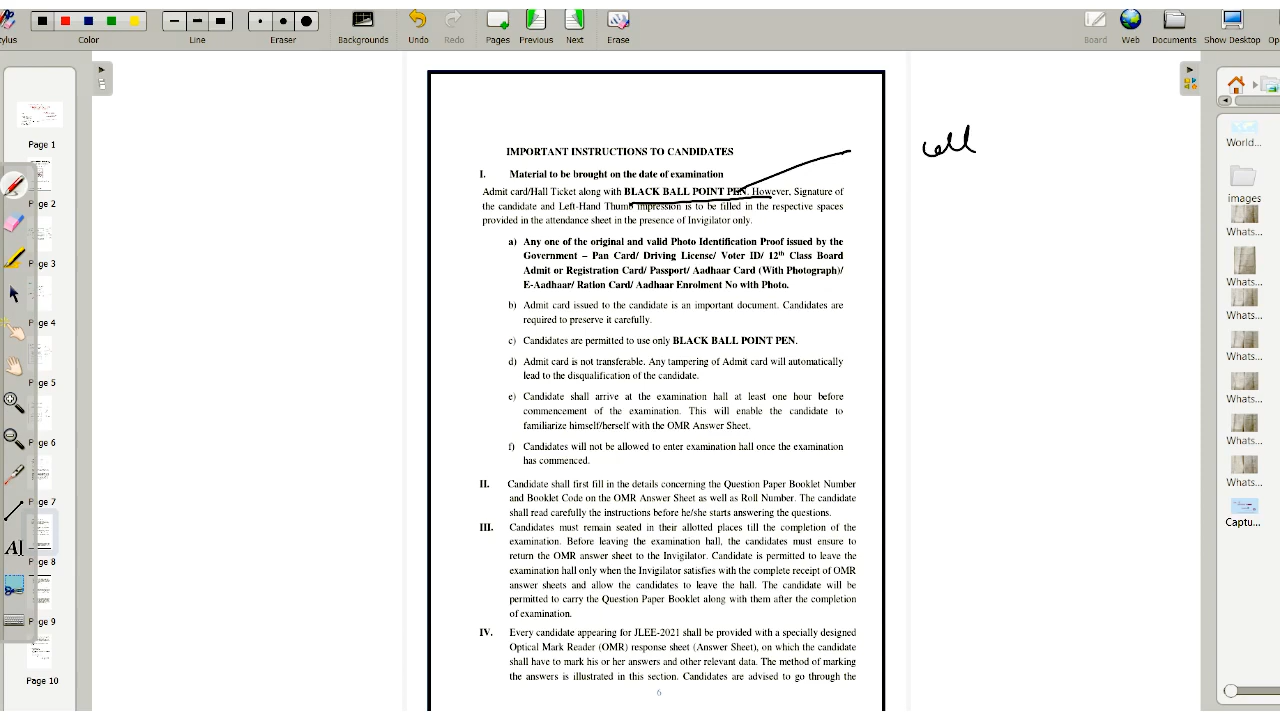 tylus
Color
Line
Eraser
Backgrounds
Undo
Redo
Pages
Previous
Next
Erase
Board
Web
Documents
Show Desktop
Op
Page 1
Page 2
Page 3
Page 4
Page 5
Page 6
Page 7
Page 8
Page 9
Page 10
IMPORTANT INSTRUCTIONS TO CANDIDATES
I. Material to be brought on the date of examination
Admit card/Hall Ticket along with BLACK BALL POINT PEN. However, Signature of
the candidate and Left-Hand Thumb impression is to be filled in the respective spaces
provided in the attendance sheet in the presence of Invigilator only.
a) Any one of the original and valid Photo Identification Proof issued by the
Government – Pan Card/ Driving License/ Voter ID/ 12th Class Board
Admit or Registration Card/ Passport/ Aadhaar Card (With Photograph)/
E-Aadhaar/ Ration Card/ Aadhaar Enrolment No with Photo.
b) Admit card issued to the candidate is an important document. Candidates are
required to preserve it carefully.
c) Candidates are permitted to use only BLACK BALL POINT PEN.
d) Admit card is not transferable. Any tampering of Admit card will automatically
lead to the disqualification of the candidate.
e) Candidate shall arrive at the examination hall at least one hour before
commencement of the examination. This will enable the candidate to
familiarize himself/herself with the OMR Answer Sheet.
f) Candidates will not be allowed to enter examination hall once the examination
has commenced.
II. Candidate shall first fill in the details concerning the Question Paper Booklet Number
and Booklet Code on the OMR Answer Sheet as well as Roll Number. The candidate
shall read carefully the instructions before he/she starts answering the questions.
III. Candidates must remain seated in their allotted places till the completion of the
examination. Before leaving the examination hall, the candidates must ensure to
return the OMR answer sheet to the Invigilator. Candidate is permitted to leave the
examination hall only when the Invigilator satisfies with the complete receipt of OMR
answer sheets and allow the candidates to leave the hall. The candidate will be
permitted to carry the Question Paper Booklet along with them after the completion
of examination.
IV. Every candidate appearing for JLEE-2021 shall be provided with a specially designed
Optical Mark Reader (OMR) response sheet (Answer Sheet), on which the candidate
shall have to mark his or her answers and other relevant data. The method of marking
the answers is illustrated in this section. Candidates are advised to go through the
6
World...
images
Whats...
Whats...
Whats...
Whats...
Whats...
Whats...
Whats...
Captu...